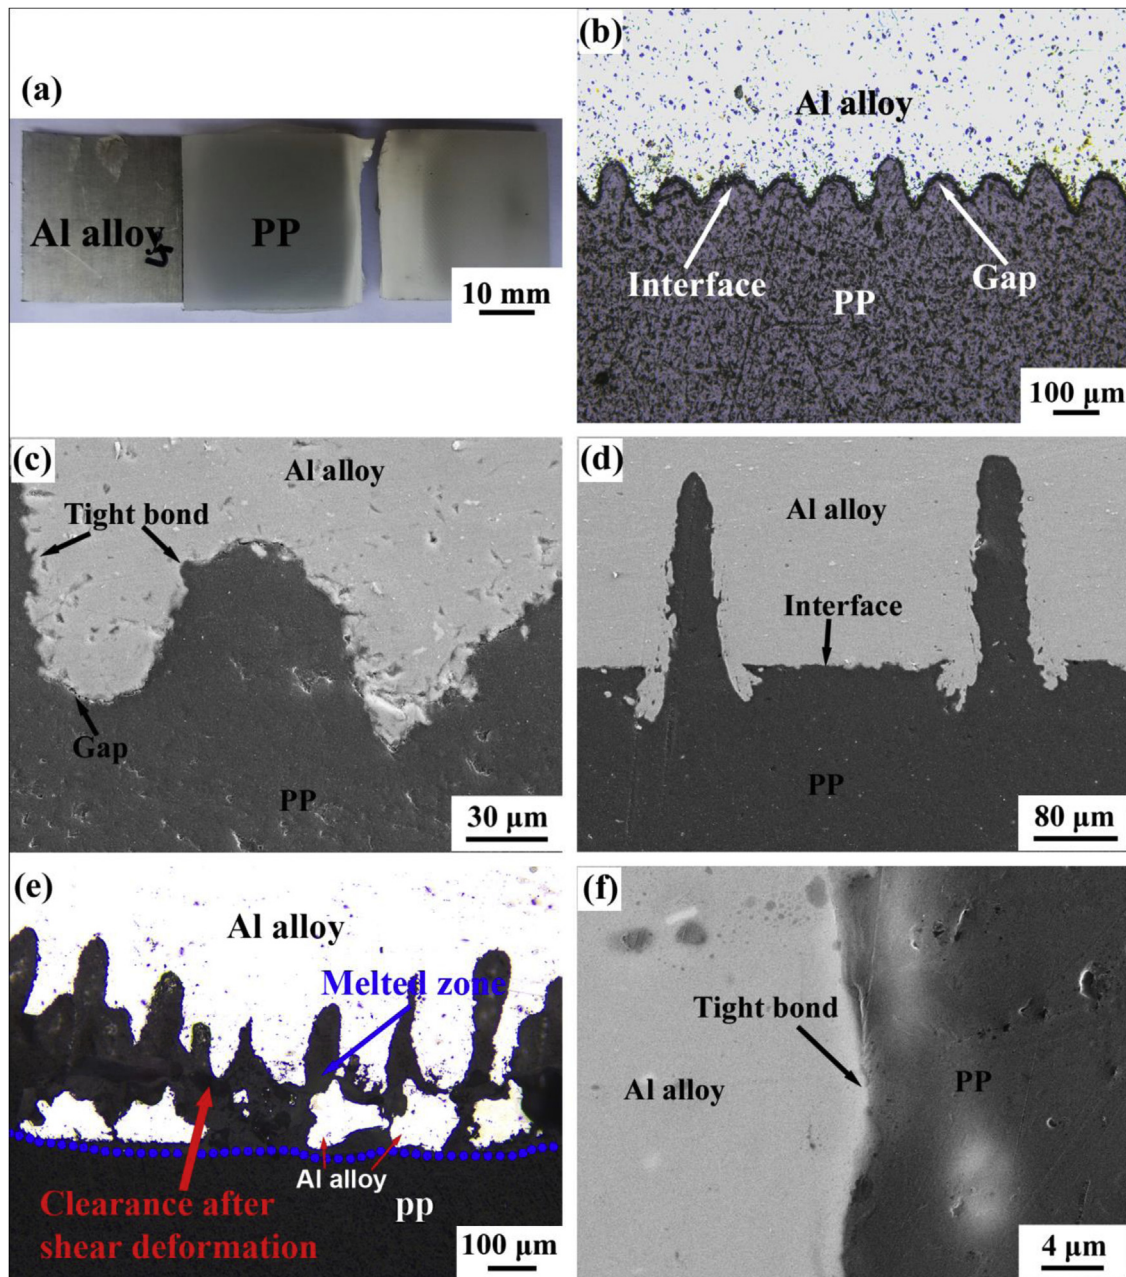 (a)
Al alloy
PP
10 mm
(b)
Al alloy
Interface
Gap
PP
100 μm
(c)
Al alloy
Tight bond
Gap
PP
30 μm
(d)
Al alloy
Interface
PP
80 μm
(e)
Al alloy
Melted zone
Al alloy
pp
Clearance after
shear deformation
100 μm
(f)
Tight bond
Al alloy
PP
4 μm